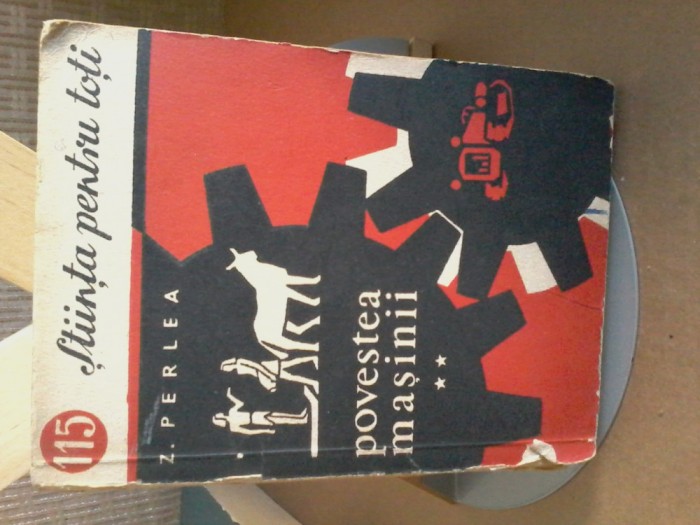 115 Știința pentru toți
Z. PERLEA
povestea
mașinii
**